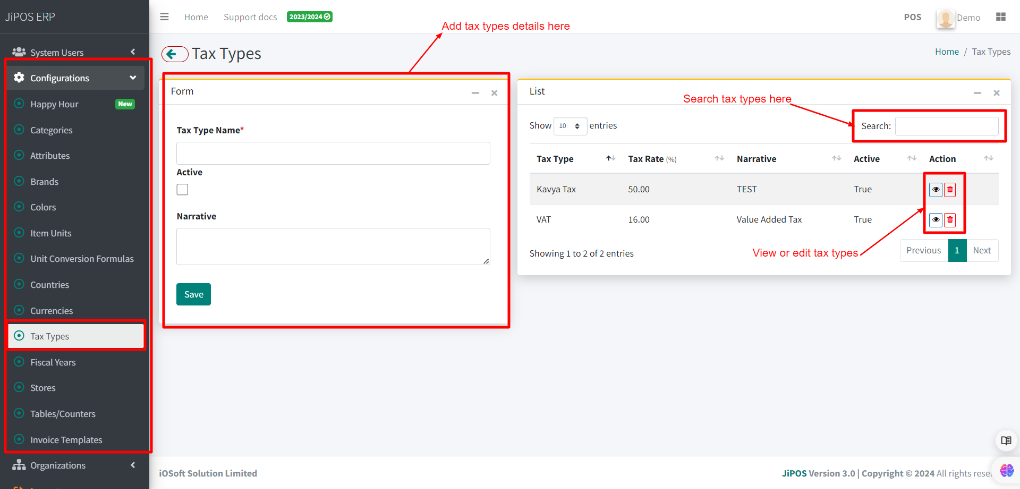 JiPOS ERP
Home Support docs 2023/2024
POS Demo
Add tax types details here
System Users
Configurations
Happy Hour New
Categories
Attributes
Brands
Colors
Item Units
Unit Conversion Formulas
Countries
Currencies
Tax Types
Fiscal Years
Stores
Tables/Counters
Invoice Templates
Organizations
Tax Types
Home / Tax Types
Form
Tax Type Name*
Active
Narrative
Save
List
Search tax types here
Show 10 entries
Search:
Tax Type Tax Rate (%) Narrative Active Action
Kavya Tax 50.00 TEST True
VAT 16.00 Value Added Tax True
View or edit tax types
Showing 1 to 2 of 2 entries
Previous 1 Next
iOSoft Solution Limited
JiPOS Version 3.0 | Copyright © 2024 All rights